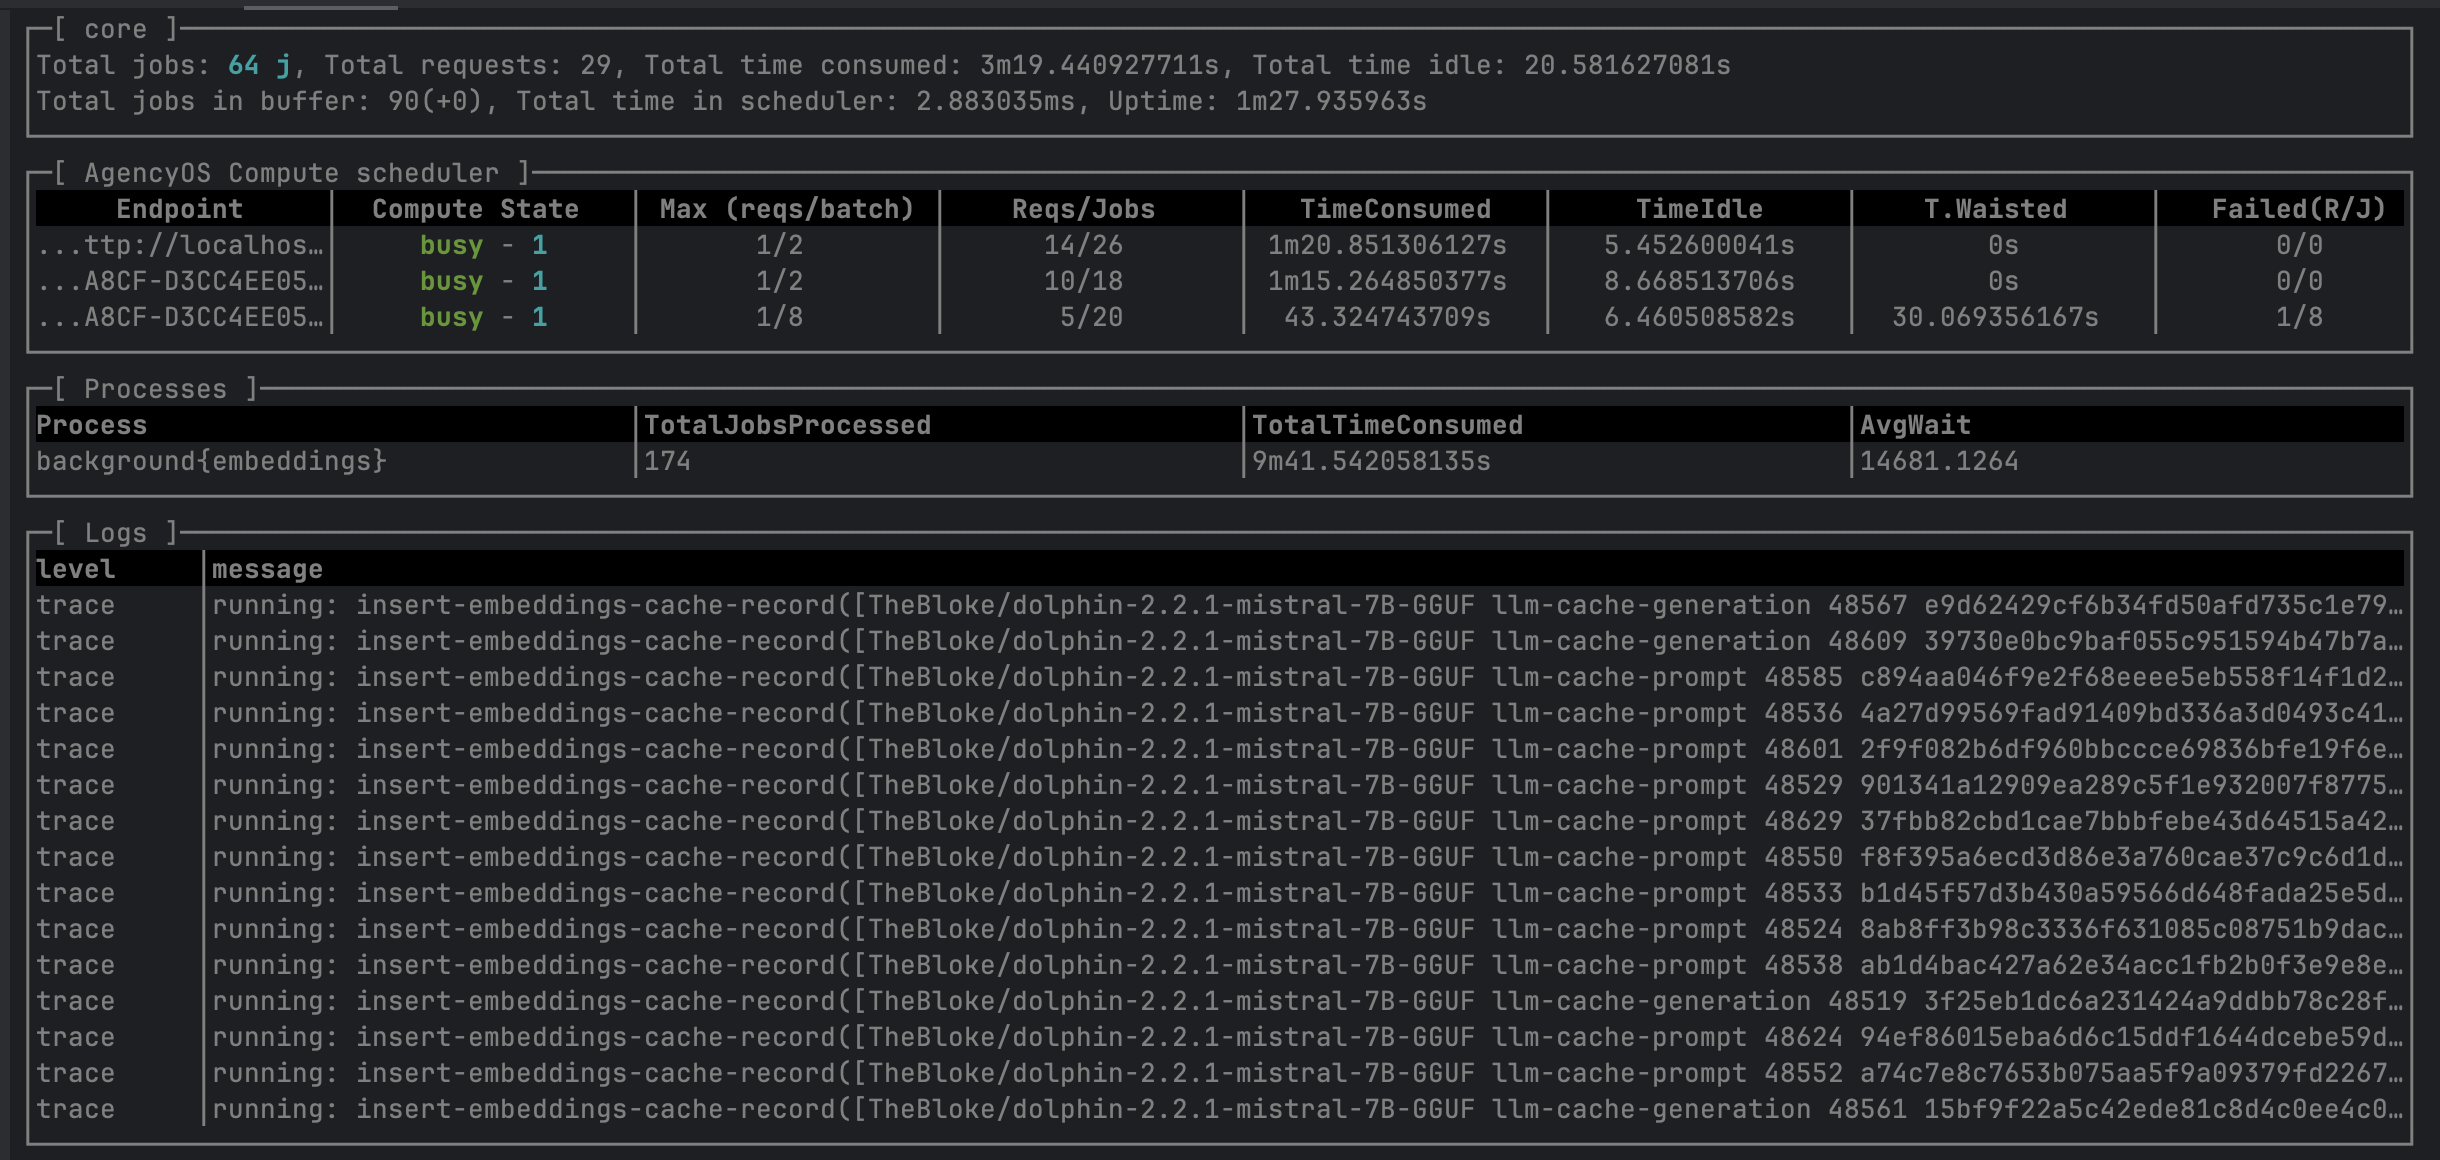 [ core ]
Total jobs: 64 j, Total requests: 29, Total time consumed: 3m19.440927711s, Total time idle: 20.581627081s
Total jobs in buffer: 90(+0), Total time in scheduler: 2.883035ms, Uptime: 1m27.935963s
[ AgencyOS Compute scheduler ]
Endpoint Compute State Max (reqs/batch) Reqs/Jobs TimeConsumed TimeIdle T.Waisted Failed(R/J)
...ttp://localhos… busy - 1 1/2 14/26 1m20.851306127s 5.452600041s 0s 0/0
...A8CF-D3CC4EE05… busy - 1 1/2 10/18 1m15.264850377s 8.668513706s 0s 0/0
...A8CF-D3CC4EE05… busy - 1 1/8 5/20 43.324743709s 6.460508582s 30.069356167s 1/8
[ Processes ]
Process TotalJobsProcessed TotalTimeConsumed AvgWait
background{embeddings} 174 9m41.542058135s 14681.1264
[ Logs ]
level message
trace running: insert-embeddings-cache-record([TheBloke/dolphin-2.2.1-mistral-7B-GGUF llm-cache-generation 48567 e9d62429cf6b34fd50afd735c1e79…
trace running: insert-embeddings-cache-record([TheBloke/dolphin-2.2.1-mistral-7B-GGUF llm-cache-generation 48609 39730e0bc9baf055c951594b47b7a…
trace running: insert-embeddings-cache-record([TheBloke/dolphin-2.2.1-mistral-7B-GGUF llm-cache-prompt 48585 c894aa046f9e2f68eeee5eb558f14f1d2…
trace running: insert-embeddings-cache-record([TheBloke/dolphin-2.2.1-mistral-7B-GGUF llm-cache-prompt 48536 4a27d99569fad91409bd336a3d0493c41…
trace running: insert-embeddings-cache-record([TheBloke/dolphin-2.2.1-mistral-7B-GGUF llm-cache-prompt 48601 2f9f082b6df960bbccce69836bfe19f6e…
trace running: insert-embeddings-cache-record([TheBloke/dolphin-2.2.1-mistral-7B-GGUF llm-cache-prompt 48529 901341a12909ea289c5f1e932007f8775…
trace running: insert-embeddings-cache-record([TheBloke/dolphin-2.2.1-mistral-7B-GGUF llm-cache-prompt 48629 37fbb82cbd1cae7bbbfebe43d64515a42…
trace running: insert-embeddings-cache-record([TheBloke/dolphin-2.2.1-mistral-7B-GGUF llm-cache-prompt 48550 f8f395a6ecd3d86e3a760cae37c9c6d1d…
trace running: insert-embeddings-cache-record([TheBloke/dolphin-2.2.1-mistral-7B-GGUF llm-cache-prompt 48533 b1d45f57d3b430a59566d648fada25e5d…
trace running: insert-embeddings-cache-record([TheBloke/dolphin-2.2.1-mistral-7B-GGUF llm-cache-prompt 48524 8ab8ff3b98c3336f631085c08751b9dac…
trace running: insert-embeddings-cache-record([TheBloke/dolphin-2.2.1-mistral-7B-GGUF llm-cache-prompt 48538 ab1d4bac427a62e34acc1fb2b0f3e9e8e…
trace running: insert-embeddings-cache-record([TheBloke/dolphin-2.2.1-mistral-7B-GGUF llm-cache-generation 48519 3f25eb1dc6a231424a9ddbb78c28f…
trace running: insert-embeddings-cache-record([TheBloke/dolphin-2.2.1-mistral-7B-GGUF llm-cache-prompt 48624 94ef86015eba6d6c15ddf1644dcebe59d…
trace running: insert-embeddings-cache-record([TheBloke/dolphin-2.2.1-mistral-7B-GGUF llm-cache-prompt 48552 a74c7e8c7653b075aa5f9a09379fd2267…
trace running: insert-embeddings-cache-record([TheBloke/dolphin-2.2.1-mistral-7B-GGUF llm-cache-generation 48561 15bf9f22a5c42ede81c8d4c0ee4c0…